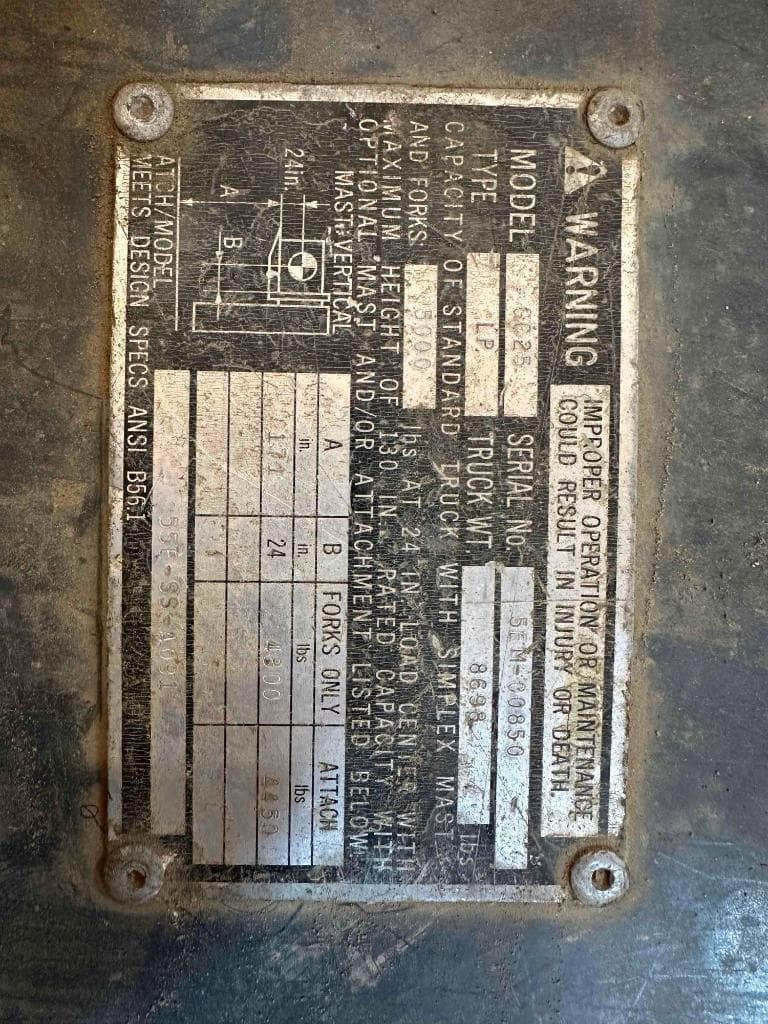 WARNING
IMPROPER OPERATION OR MAINTENANCE
COULD RESULT IN INJURY OR DEATH
MODEL GC25 SERIAL No 5EM-00850
TYPE LP TRUCK WT. 8698 lbs
CAPACITY OF STANDARD TRUCK WITH SIMPLEX MAST
AND FORKS 5000 lbs AT 24 IN LOAD CENTER WITH
MAXIMUM HEIGHT OF 130 IN. RATED CAPACITY WITH
OPTIONAL MAST AND/OR ATTACHMENT LISTED BELOW
MAST VERTICAL
24in.
B
A
A B FORKS ONLY ATTACH
in. in. lbs lbs
171 24 4800 4450
ATCH/MODEL
MEETS DESIGN SPECS ANSI B56.1